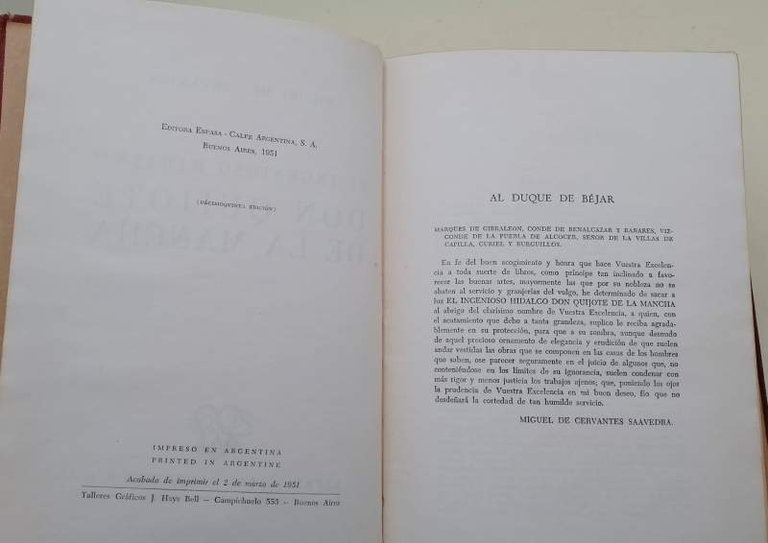 Editora Espasa - Calpe Argentina, S. A.
Buenos Aires, 1951
(décimoquinta edición)
IMPRESO EN ARGENTINA
PRINTED IN ARGENTINE
Acabado de imprimir el 2 de marzo de 1951
Talleres Gráficos J. Hays Bell — Campichuelo 553 — Buenos Aires
AL DUQUE DE BÉJAR
MARQUES DE GIBRALEON, CONDE DE BENALCAZAR Y BAÑARES, VIZ-
CONDE DE LA PUEBLA DE ALCOCER, SEÑOR DE LA VILLAS DE
CAPILLA, CURIEL Y BURGUILLOS.
En fe del buen acogimiento y honra que hace Vuestra Excelen-
cia a toda suerte de libros, como príncipe tan inclinado a favo-
recer las buenas artes, mayormente las que por su nobleza no se
abaten al servicio y granjerías del vulgo, he determinado de sacar a
luz EL INGENIOSO HIDALGO DON QUIJOTE DE LA MANCHA
al abrigo del clarísimo nombre de Vuestra Excelencia, a quien, con
el acatamiento que debo a tanta grandeza, suplico le reciba agrada-
blemente en su protección, para que a su sombra, aunque desnudo
de aquel precioso ornamento de elegancia y erudición de que suelen
andar vestidas las obras que se componen en las casas de los hombres
que saben, ose parecer seguramente en el juicio de algunos que, no
conteniéndose en los límites de su ignorancia, suelen condenar con
más rigor y menos justicia los trabajos ajenos; que, poniendo los ojos
la prudencia de Vuestra Excelencia en mi buen deseo, fío que no
desdeñará la cortedad de tan humilde servicio.
MIGUEL DE CERVANTES SAAVEDRA.